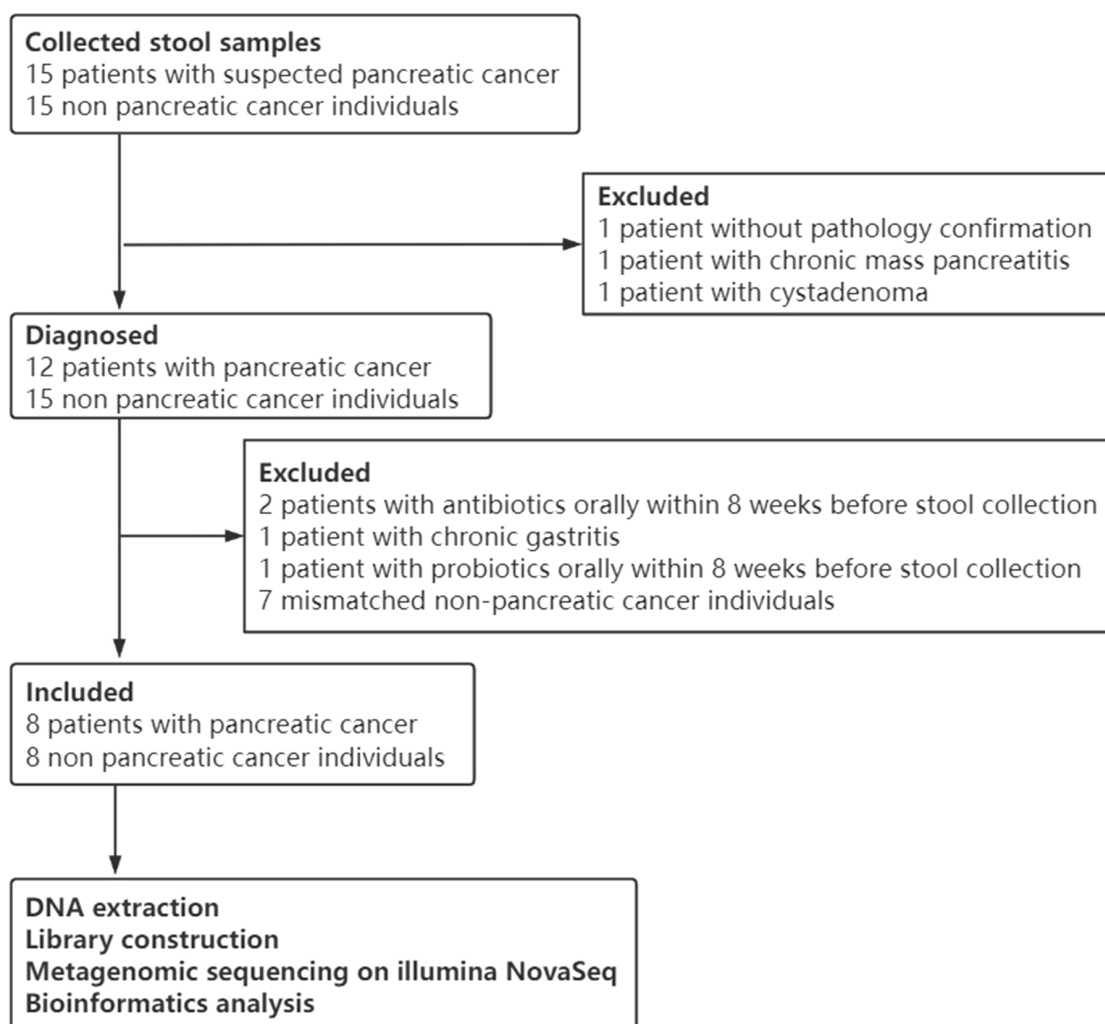 Collected stool samples
15 patients with suspected pancreatic cancer
15 non pancreatic cancer individuals
Excluded
1 patient without pathology confirmation
1 patient with chronic mass pancreatitis
1 patient with cystadenoma
Diagnosed
12 patients with pancreatic cancer
15 non pancreatic cancer individuals
Excluded
2 patients with antibiotics orally within 8 weeks before stool collection
1 patient with chronic gastritis
1 patient with probiotics orally within 8 weeks before stool collection
7 mismatched non-pancreatic cancer individuals
Included
8 patients with pancreatic cancer
8 non pancreatic cancer individuals
DNA extraction
Library construction
Metagenomic sequencing on illumina NovaSeq
Bioinformatics analysis